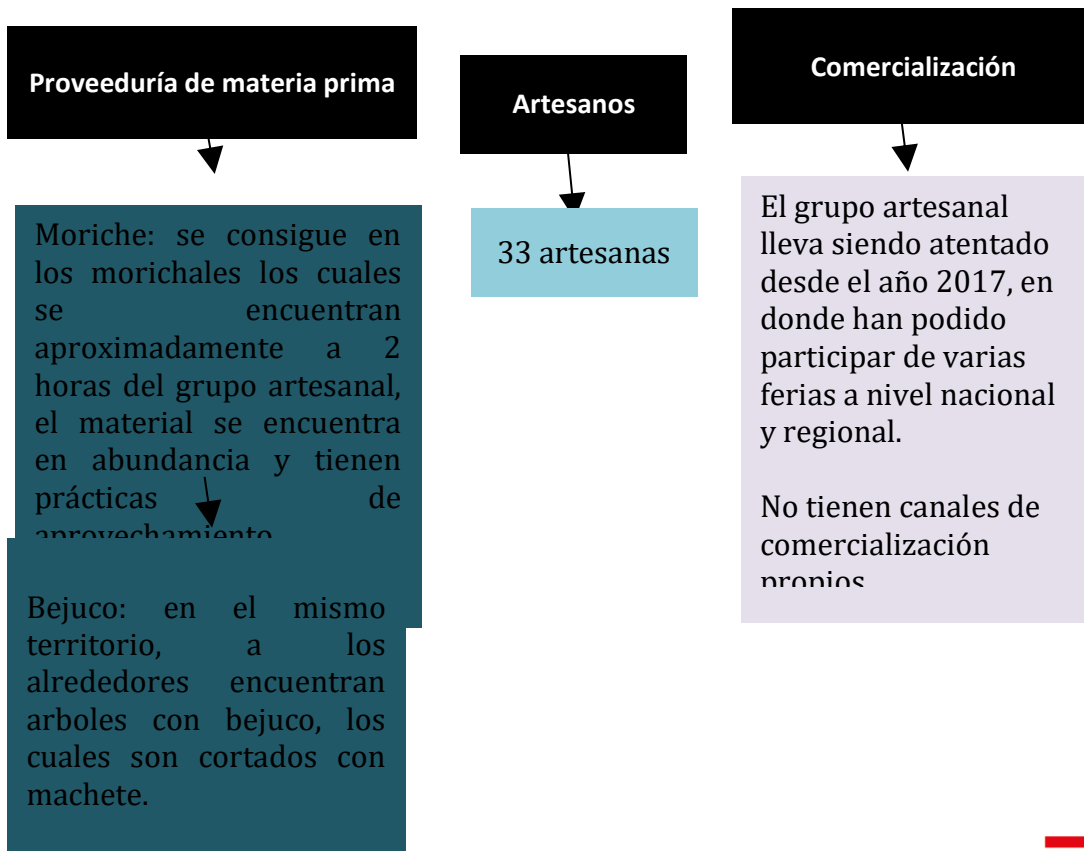 Proveeduría de materia prima
Moriche: se consigue en
los morichales los cuales
se encuentran
aproximadamente a 2
horas del grupo artesanal,
el material se encuentra
en abundancia y tienen
prácticas de
aprovechamiento
Bejuco: en el mismo
territorio, a los
alrededores encuentran
arboles con bejuco, los
cuales son cortados con
machete.
Artesanos
33 artesanas
Comercialización
El grupo artesanal
lleva siendo atentado
desde el año 2017, en
donde han podido
participar de varias
ferias a nivel nacional
y regional.
No tienen canales de
comercialización
propios